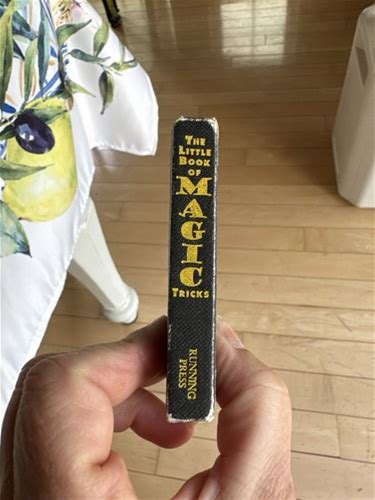 THE
LITTLE
BOOK
OF
MAGIC
TRICKS
RUNNING
PRESS